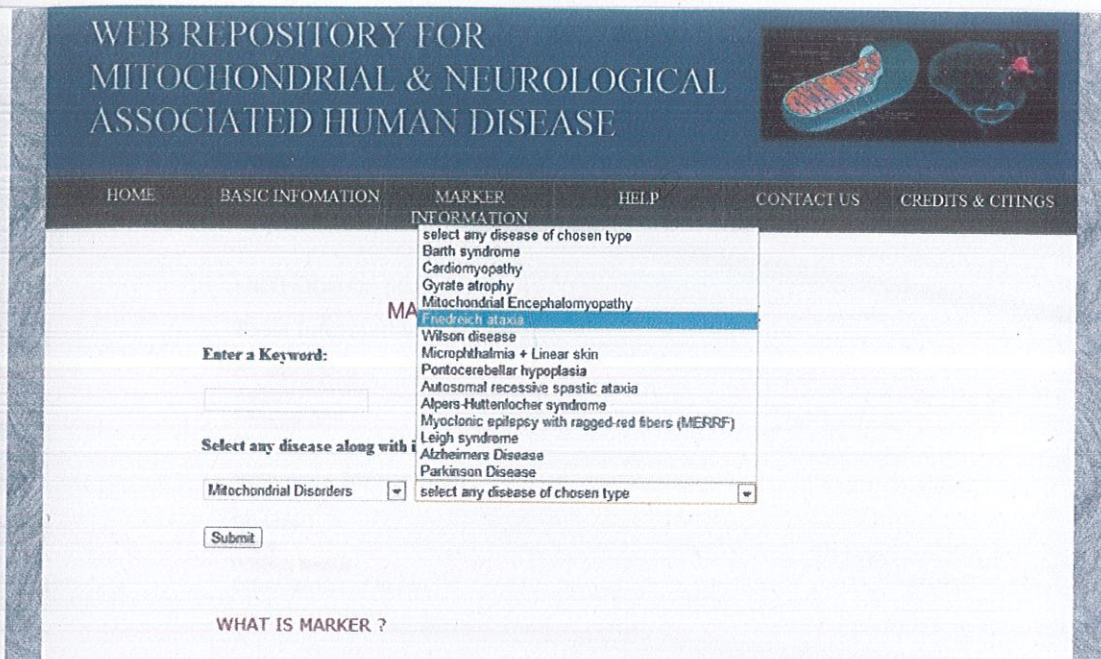 WEB REPOSITORY FOR
MITOCHONDRIAL & NEUROLOGICAL
ASSOCIATED HUMAN DISEASE
HOME BASIC INFOMATION MARKER INFORMATION HELP CONTACT US CREDITS & CITINGS
select any disease of chosen type
Barth syndrome
Cardiomyopathy
Gyrate atrophy
Mitochondrial Encephalomyopathy
MA
Friedreich ataxia
Wilson disease
Enter a Keyword:
Microphthalmia + Linear skin
Pontocerebellar hypoplasia
Autosomal recessive spastic ataxia
Alpers-Huttenlocher syndrome
Myoclonic epilepsy with ragged-red fibers (MERRF)
Select any disease along with i
Leigh syndrome
Alzheimers Disease
Parkinson Disease
Mitochondrial Disorders select any disease of chosen type
Submit
WHAT IS MARKER ?